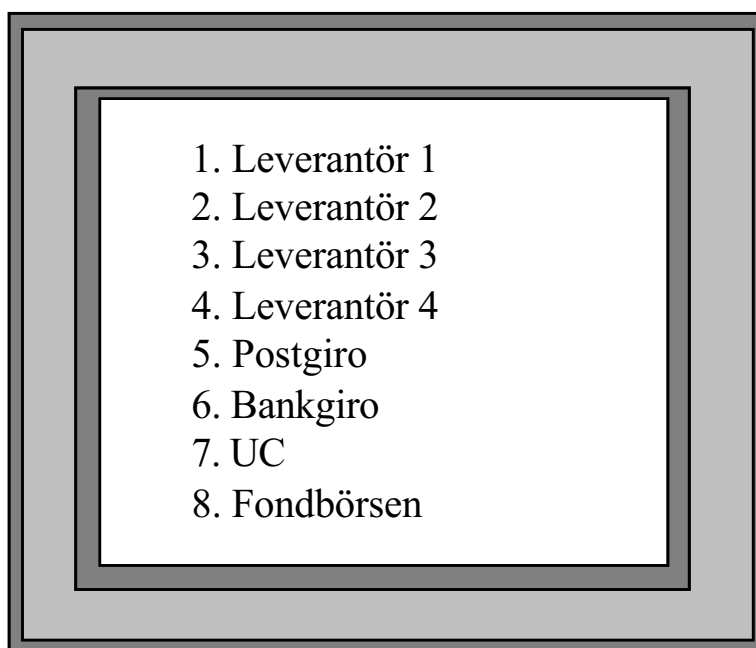 1. Leverantör 1
2. Leverantör 2
3. Leverantör 3
4. Leverantör 4
5. Postgiro
6. Bankgiro
7. UC
8. Fondbörsen